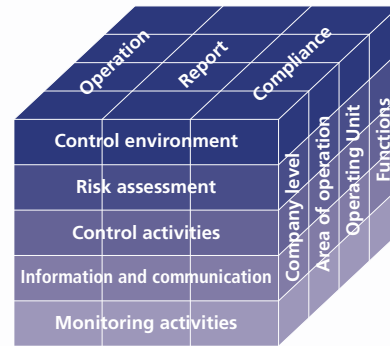 Operation
Report
Compliance
Control environment
Risk assessment
Control activities
Information and communication
Monitoring activities
Company level
Area of operation
Operating Unit
Functions